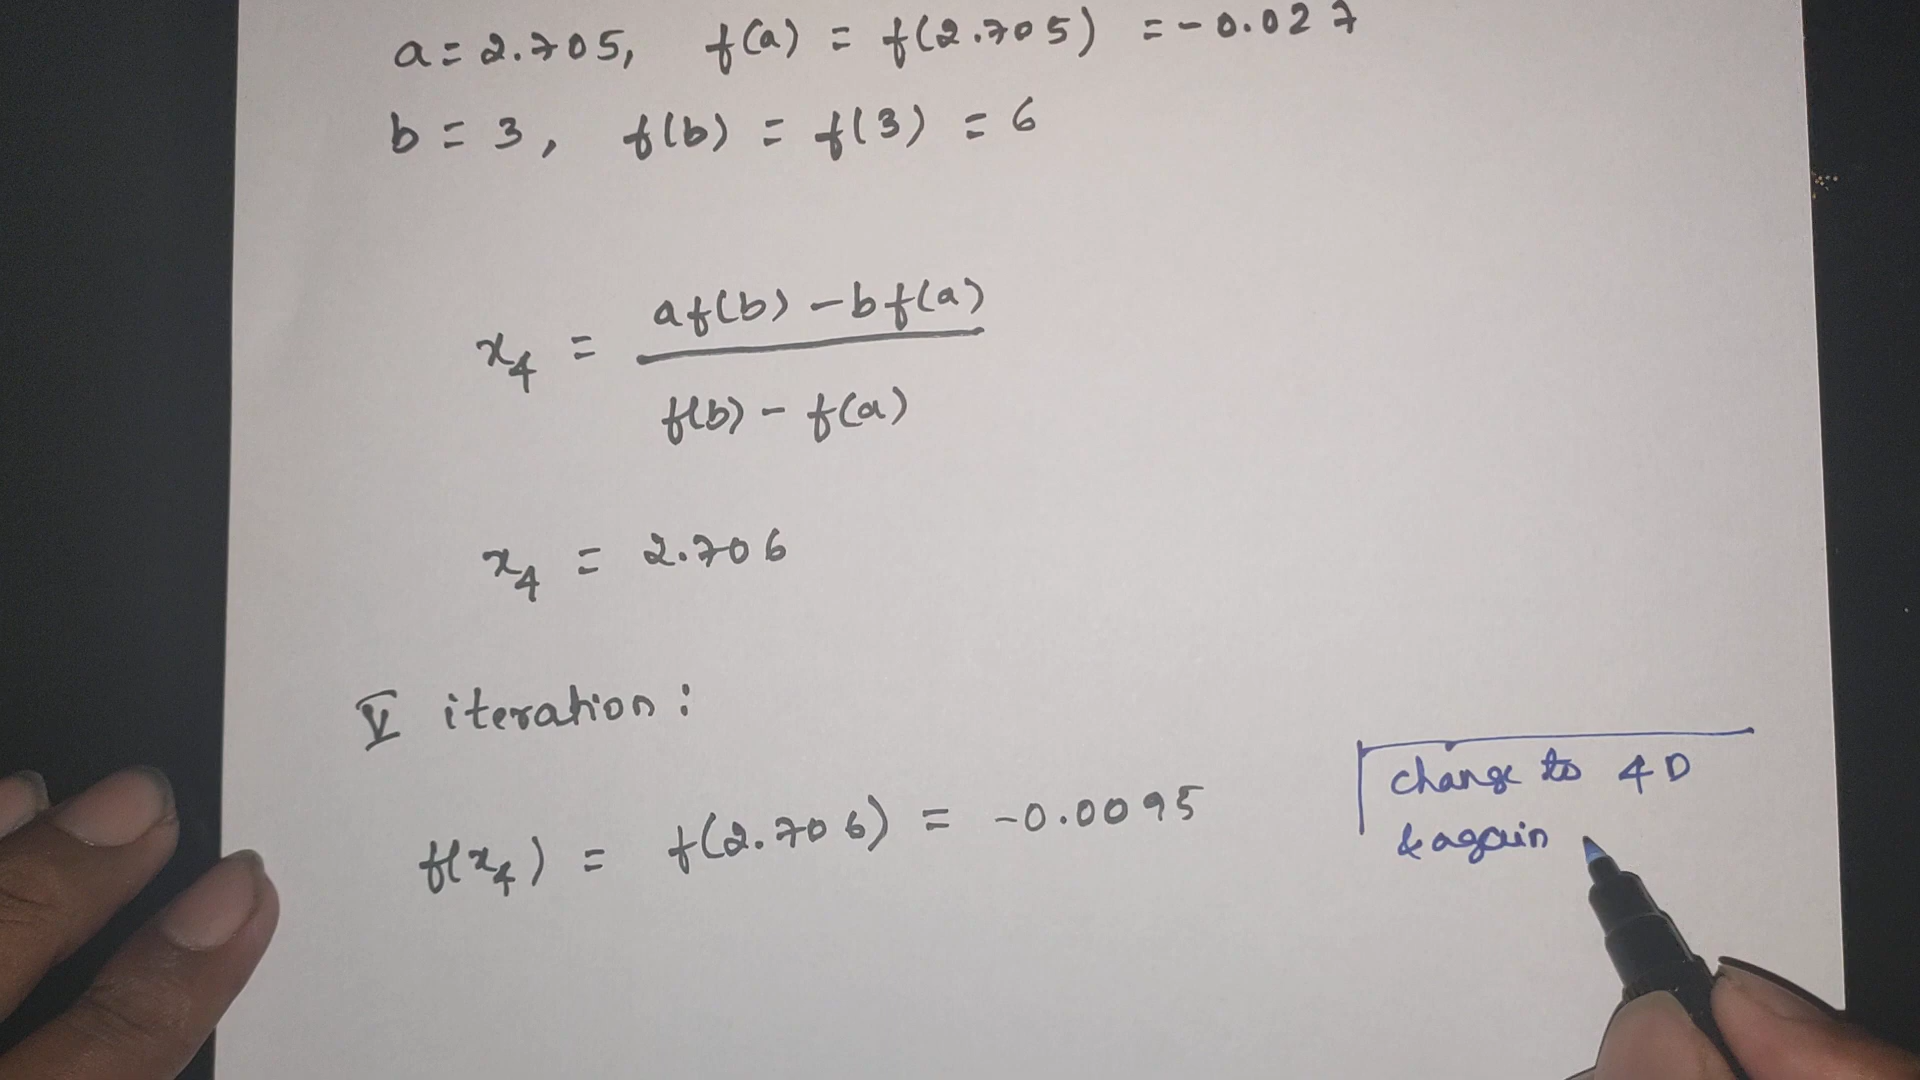 a = 2.705, f(a) = f(2.705) = -0.027
b = 3, f(b) = f(3) = 6
x₄ = af(b) - bf(a) / f(b) - f(a)
x₄ = 2.706
V iteration:
f(x₄) = f(2.706) = -0.0095
change to 4D
& again